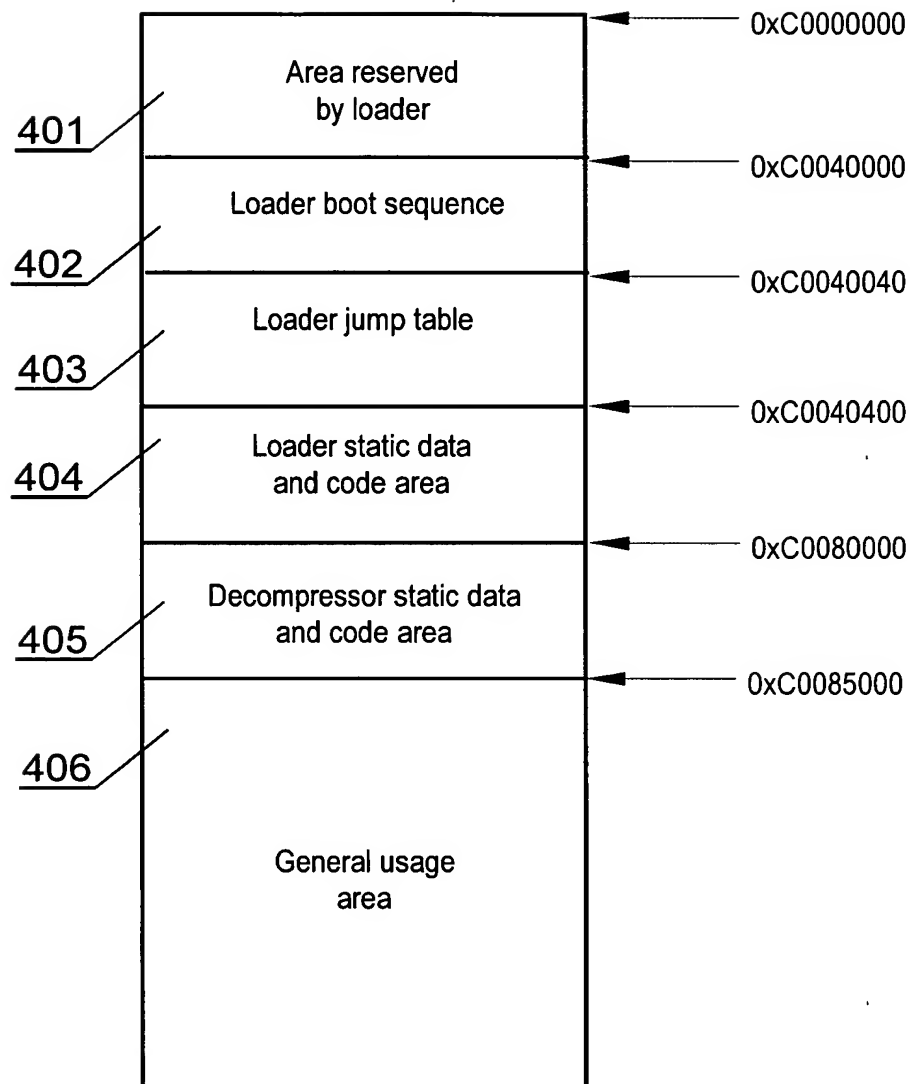 0xC0000000
Area reserved
by loader
401
0xC0040000
Loader boot sequence
402
0xC0040040
Loader jump table
403
0xC0040400
Loader static data
and code area
404
0xC0080000
Decompressor static data
and code area
405
0xC0085000
406
General usage
area